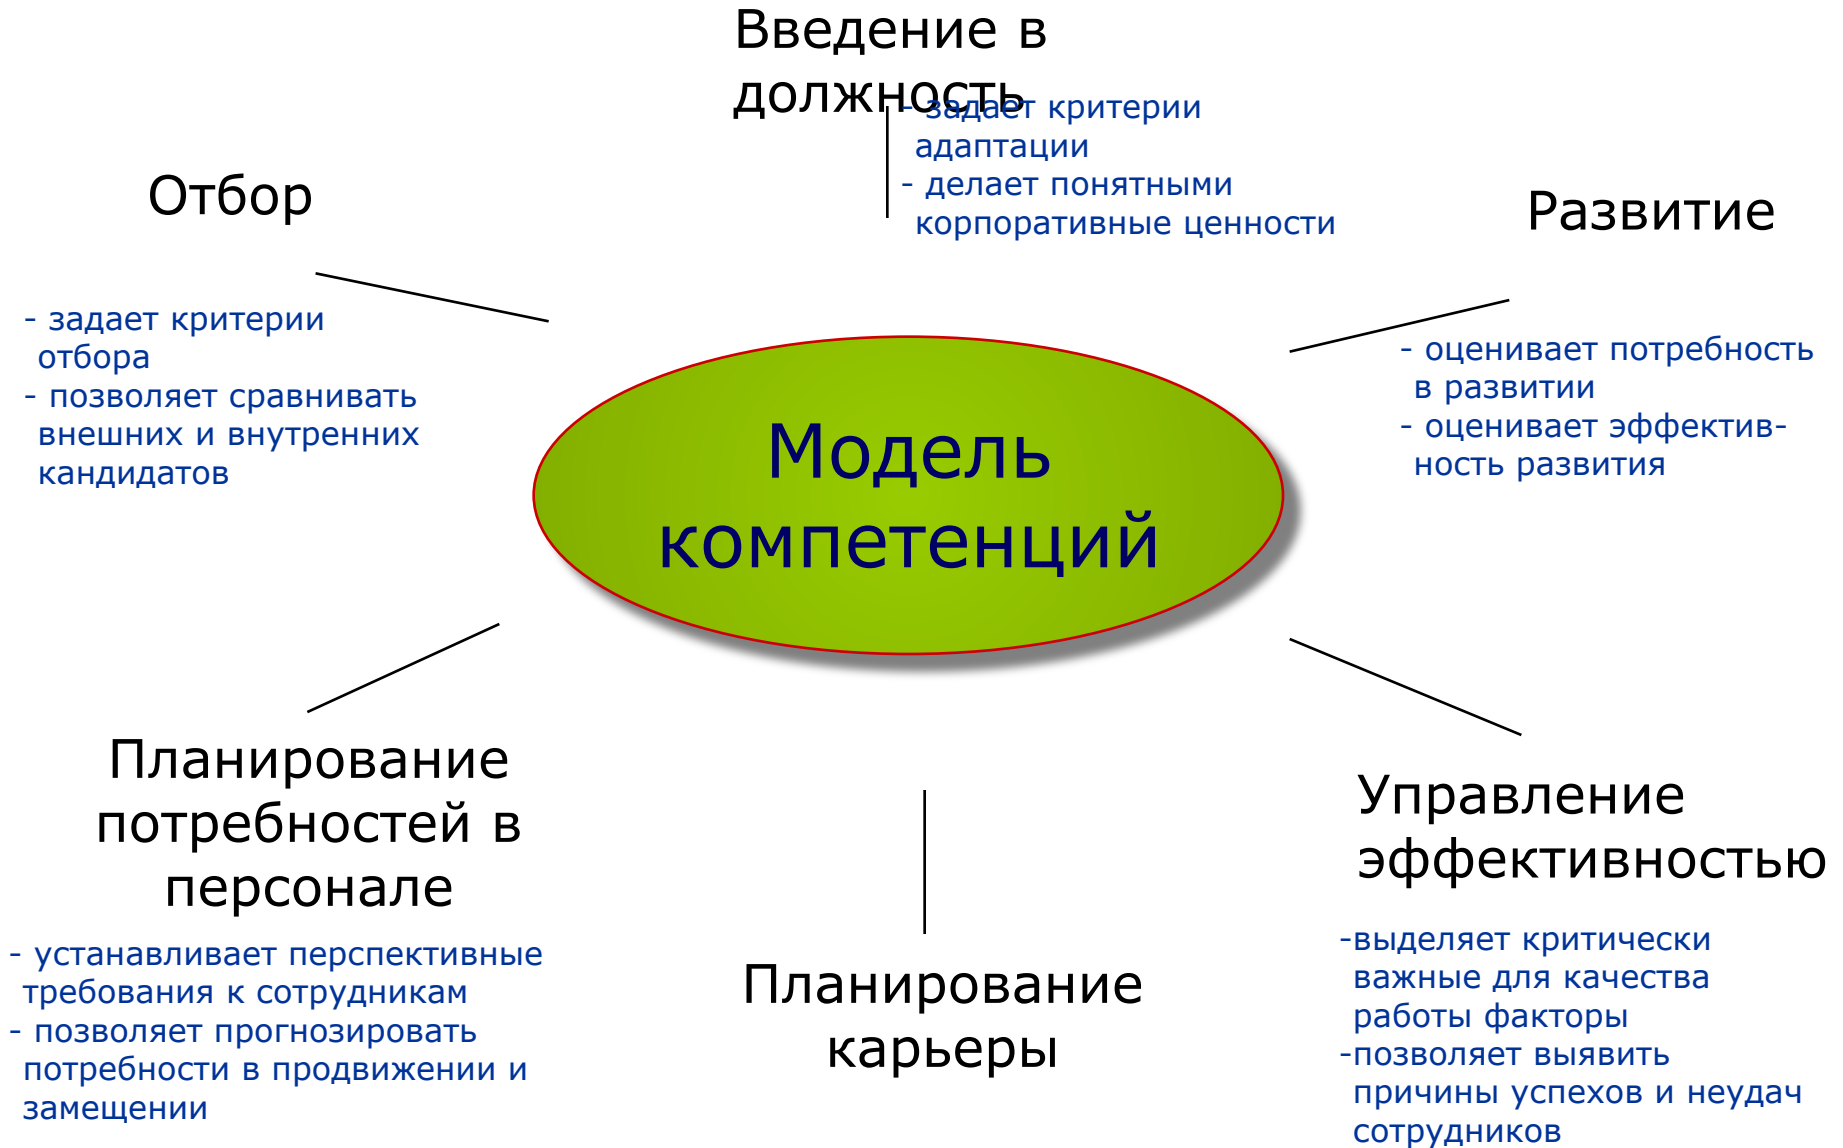 Введение в
должность
- задает критерии
адаптации
- делает понятными
корпоративные ценности
Отбор
- задает критерии
отбора
- позволяет сравнивать
внешних и внутренних
кандидатов
Развитие
- оценивает потребность
в развитии
- оценивает эффектив-
ность развития
Модель
компетенций
Планирование
потребностей в
персонале
- устанавливает перспективные
требования к сотрудникам
- позволяет прогнозировать
потребности в продвижении и
замещении
Планирование
карьеры
Управление
эффективностью
-выделяет критически
важные для качества
работы факторы
-позволяет выявить
причины успехов и неудач
сотрудников